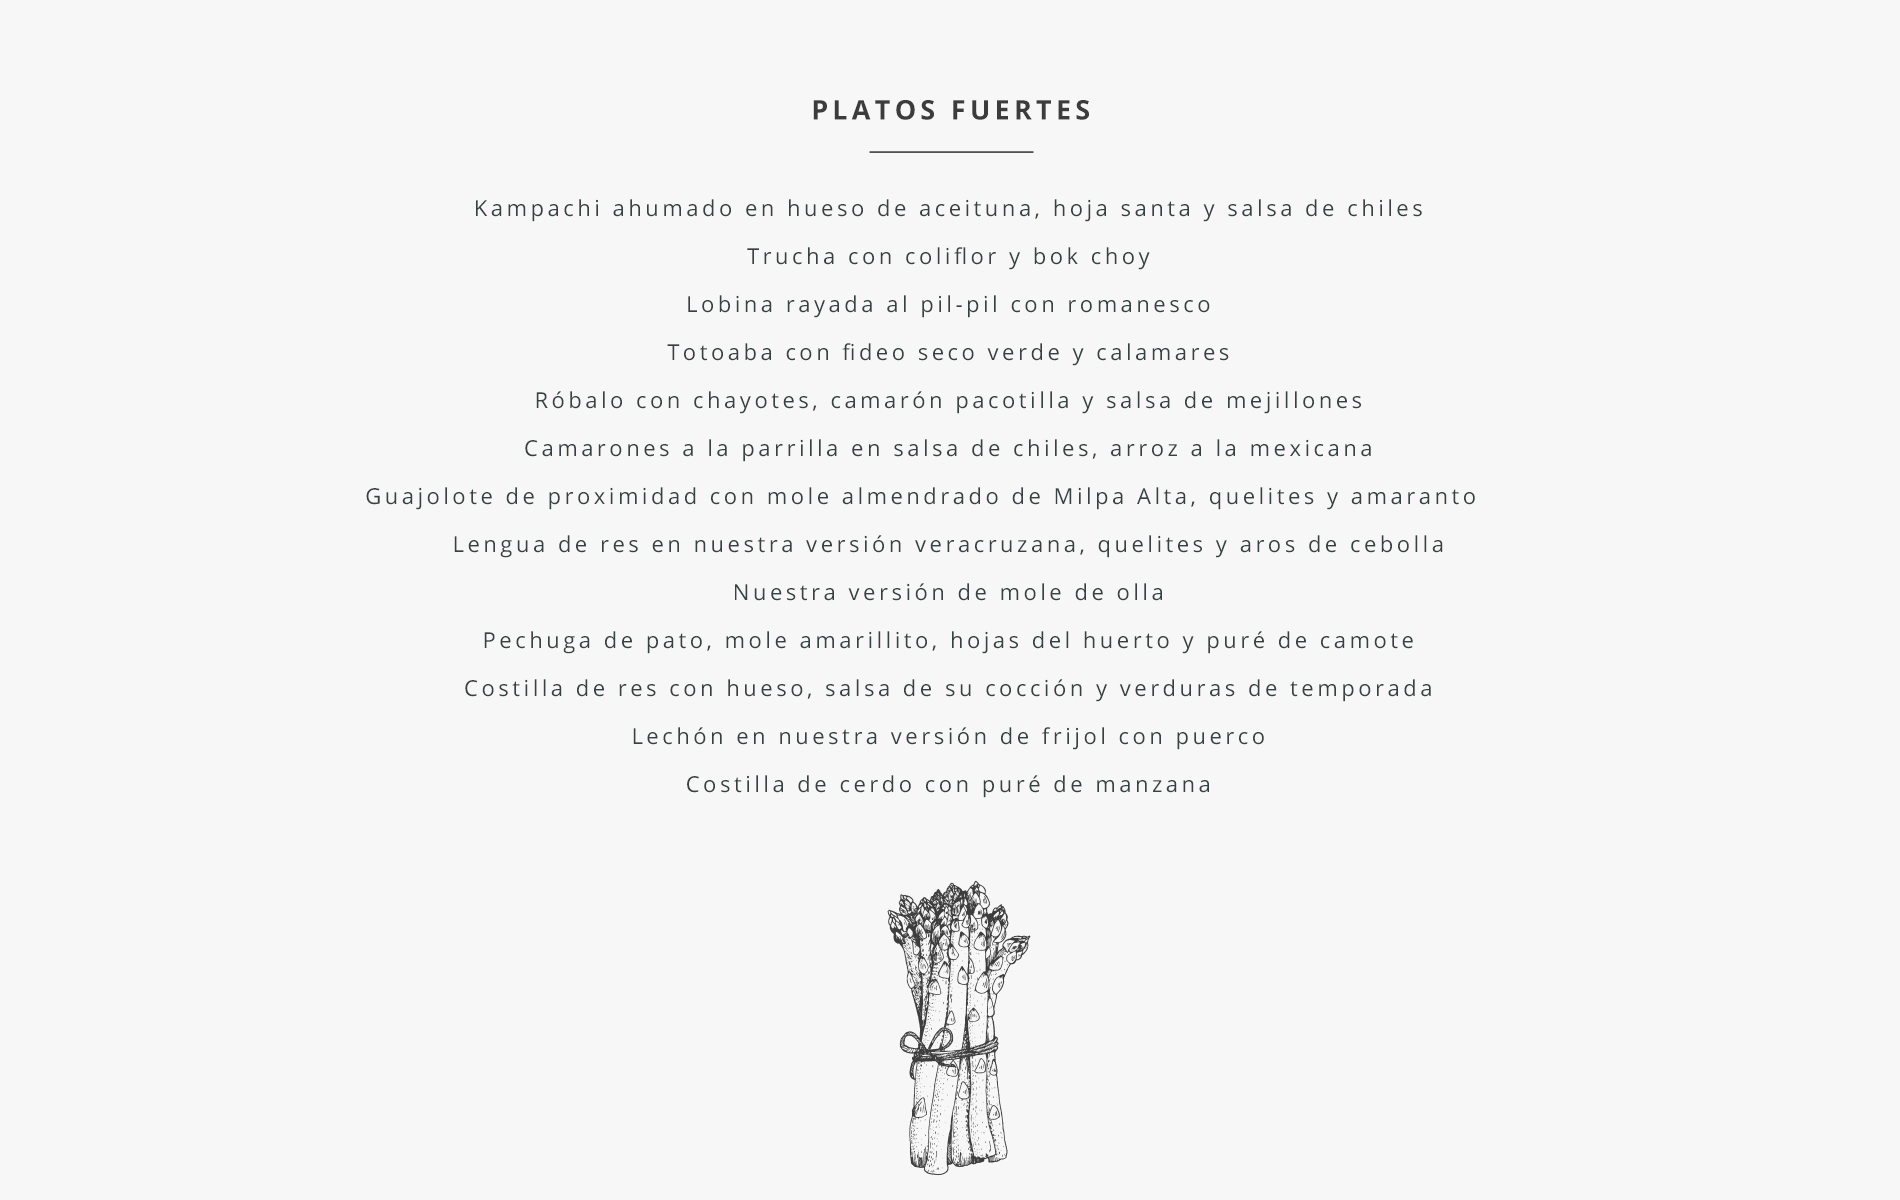 PLATOS FUERTES
Kampachi ahumado en hueso de aceituna, hoja santa y salsa de chiles
Trucha con coliflor y bok choy
Lobina rayada al pil-pil con romanesco
Totoaba con fideo seco verde y calamares
Róbalo con chayotes, camarón pacotilla y salsa de mejillones
Camarones a la parrilla en salsa de chiles, arroz a la mexicana
Guajolote de proximidad con mole almendrado de Milpa Alta, quelites y amaranto
Lengua de res en nuestra versión veracruzana, quelites y aros de cebolla
Nuestra versión de mole de olla
Pechuga de pato, mole amarillito, hojas del huerto y puré de camote
Costilla de res con hueso, salsa de su cocción y verduras de temporada
Lechón en nuestra versión de frijol con puerco
Costilla de cerdo con puré de manzana